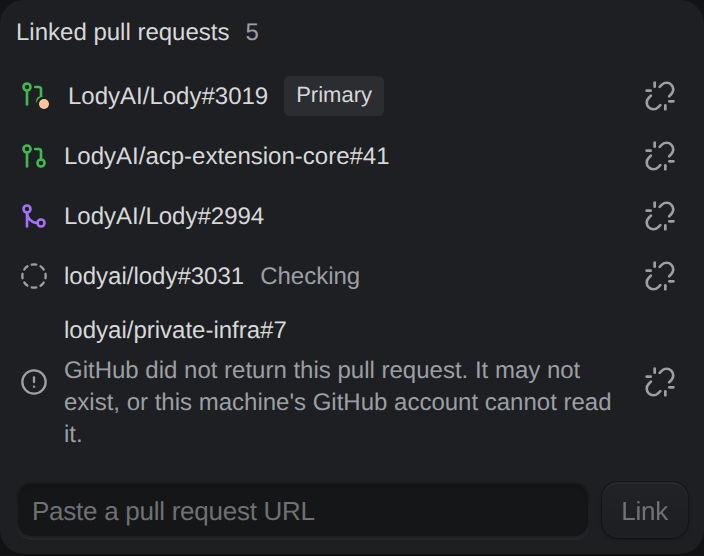 Linked pull requests 5
LodyAI/Lody#3019 Primary
LodyAI/acp-extension-core#41
LodyAI/Lody#2994
lodyai/lody#3031 Checking
lodyai/private-infra#7
GitHub did not return this pull request. It may not
exist, or this machine's GitHub account cannot read
it.
Paste a pull request URL Link